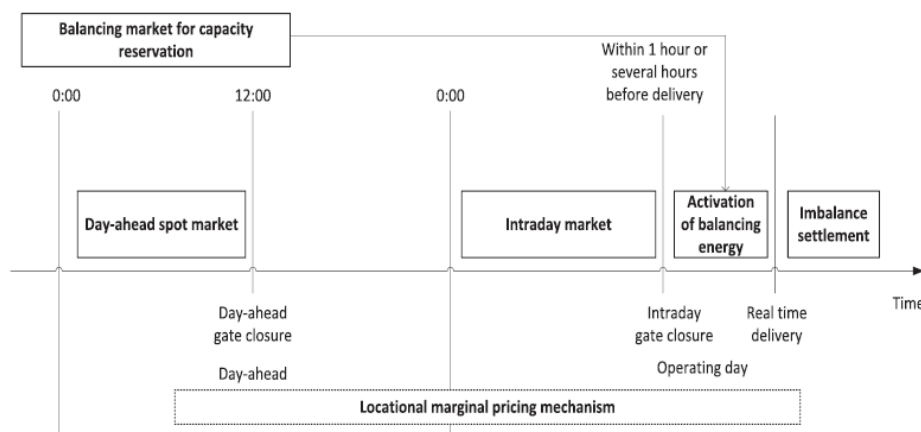 Balancing market for capacity
reservation
Within 1 hour or
several hours
before delivery
0:00
12:00
0:00
Day-ahead spot market
Intraday market
Activation
of balancing
energy
Imbalance
settlement
Time
Day-ahead
gate closure
Intraday
gate closure
Real time
delivery
Day-ahead
Operating day
Locational marginal pricing mechanism